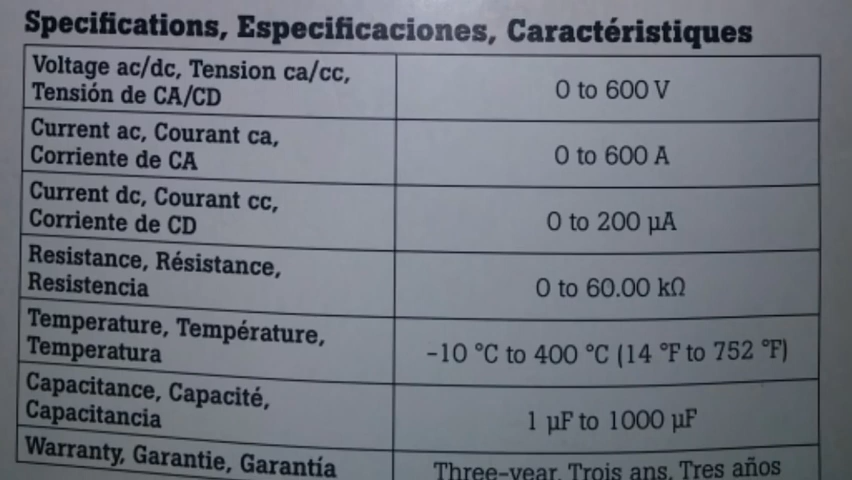 Specifications, Especificaciones, Caractéristiques
Voltage ac/dc, Tension ca/cc,
Tensión de CA/CD
0 to 600 V
Current ac, Courant ca,
Corriente de CA
0 to 600 A
Current dc, Courant cc,
Corriente de CD
0 to 200 µA
Resistance, Résistance,
Resistencia
0 to 60.00 kΩ
Temperature, Température,
Temperatura
-10 °C to 400 °C (14 °F to 752 °F)
Capacitance, Capacité,
Capacitancia
1 µF to 1000 µF
Warranty, Garantie, Garantía
Three-year, Trois ans, Tres años